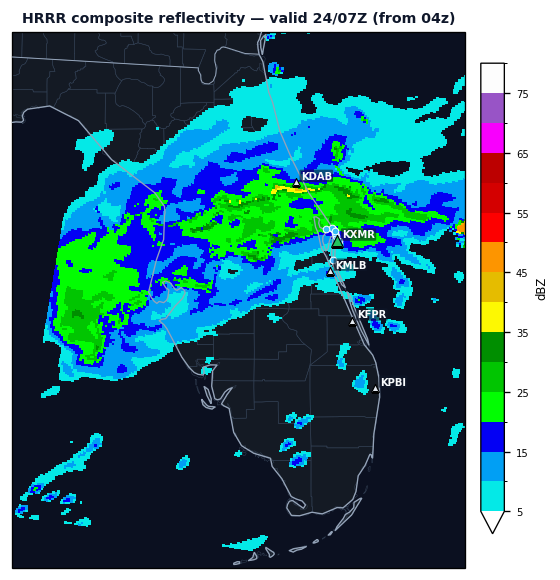 HRRR composite reflectivity — valid 24/07Z (from 04z)
KDAB
KXMR
KMLB
KFPR
KPBI
75
65
55
45
35
25
15
5
dBZ